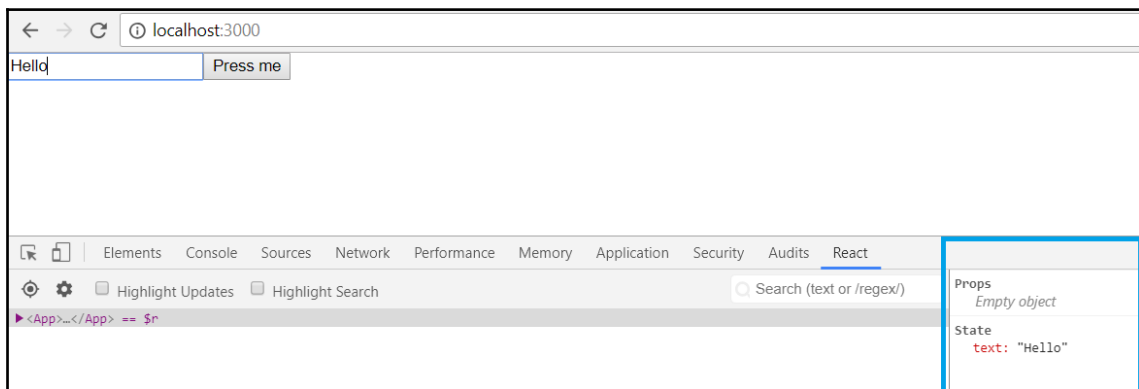 localhost:3000
Hello Press me
Elements Console Sources Network Performance Memory Application Security Audits React
Highlight Updates Highlight Search Search (text or /regex/)
<App>…</App> == $r
Props
Empty object
State
text: "Hello"